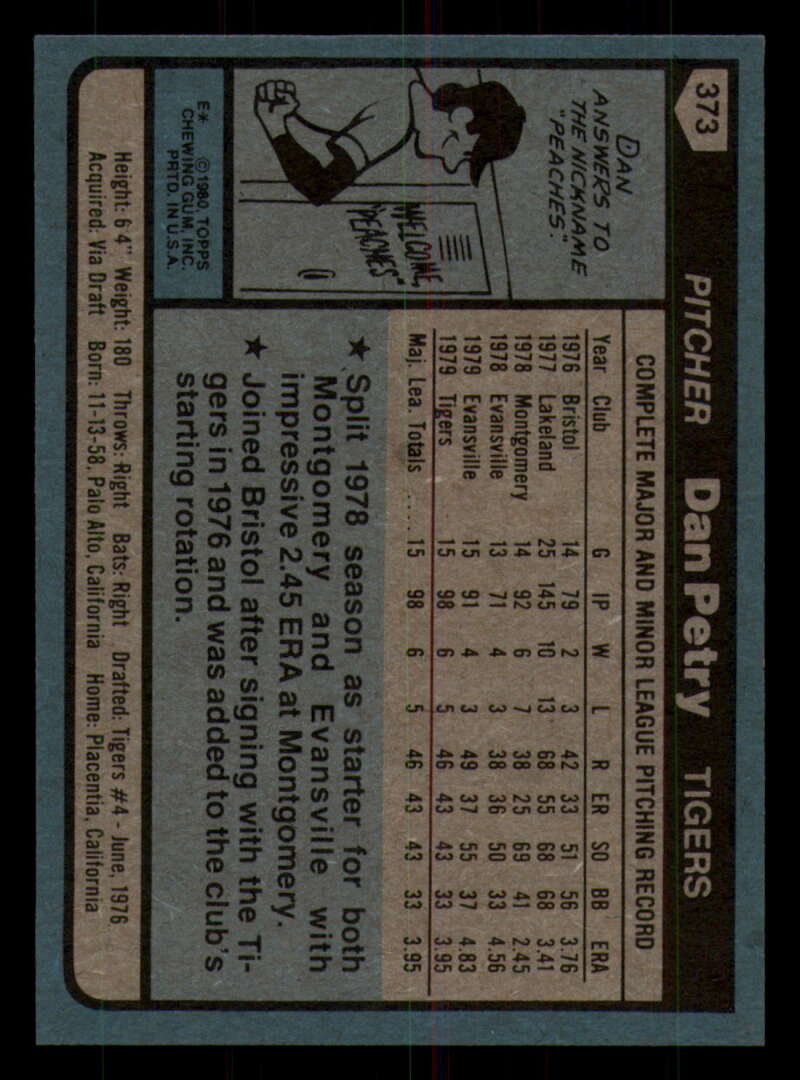 373
PITCHER Dan Petry TIGERS
DAN
ANSWERS TO
THE NICKNAME
"PEACHES."
WELCOME,
"PEACHES"
E* © 1980 TOPPS
CHEWING GUM, INC.
PRTD. IN U.S.A.
COMPLETE MAJOR AND MINOR LEAGUE PITCHING RECORD
Year Club G IP W L R ER SO BB ERA
1976 Bristol 14 79 2 3 42 33 51 56 3.76
1977 Lakeland 25 145 10 13 68 55 68 68 3.41
1978 Montgomery 14 92 6 7 38 25 69 41 2.45
1978 Evansville 13 71 4 3 38 36 50 33 4.56
1979 Evansville 15 91 4 3 49 37 55 37 4.83
1979 Tigers 15 98 6 5 46 43 43 33 3.95
Maj. Lea. Totals ..... 15 98 6 5 46 43 43 33 3.95
★ Split 1978 season as starter for both
Montgomery and Evansville with
impressive 2.45 ERA at Montgomery.
★ Joined Bristol after signing with the Ti-
gers in 1976 and was added to the club's
starting rotation.
Height: 6'4" Weight: 180 Throws: Right Bats: Right Drafted: Tigers #4 - June, 1976
Acquired: Via Draft Born: 11-13-58, Palo Alto, California Home: Placentia, California